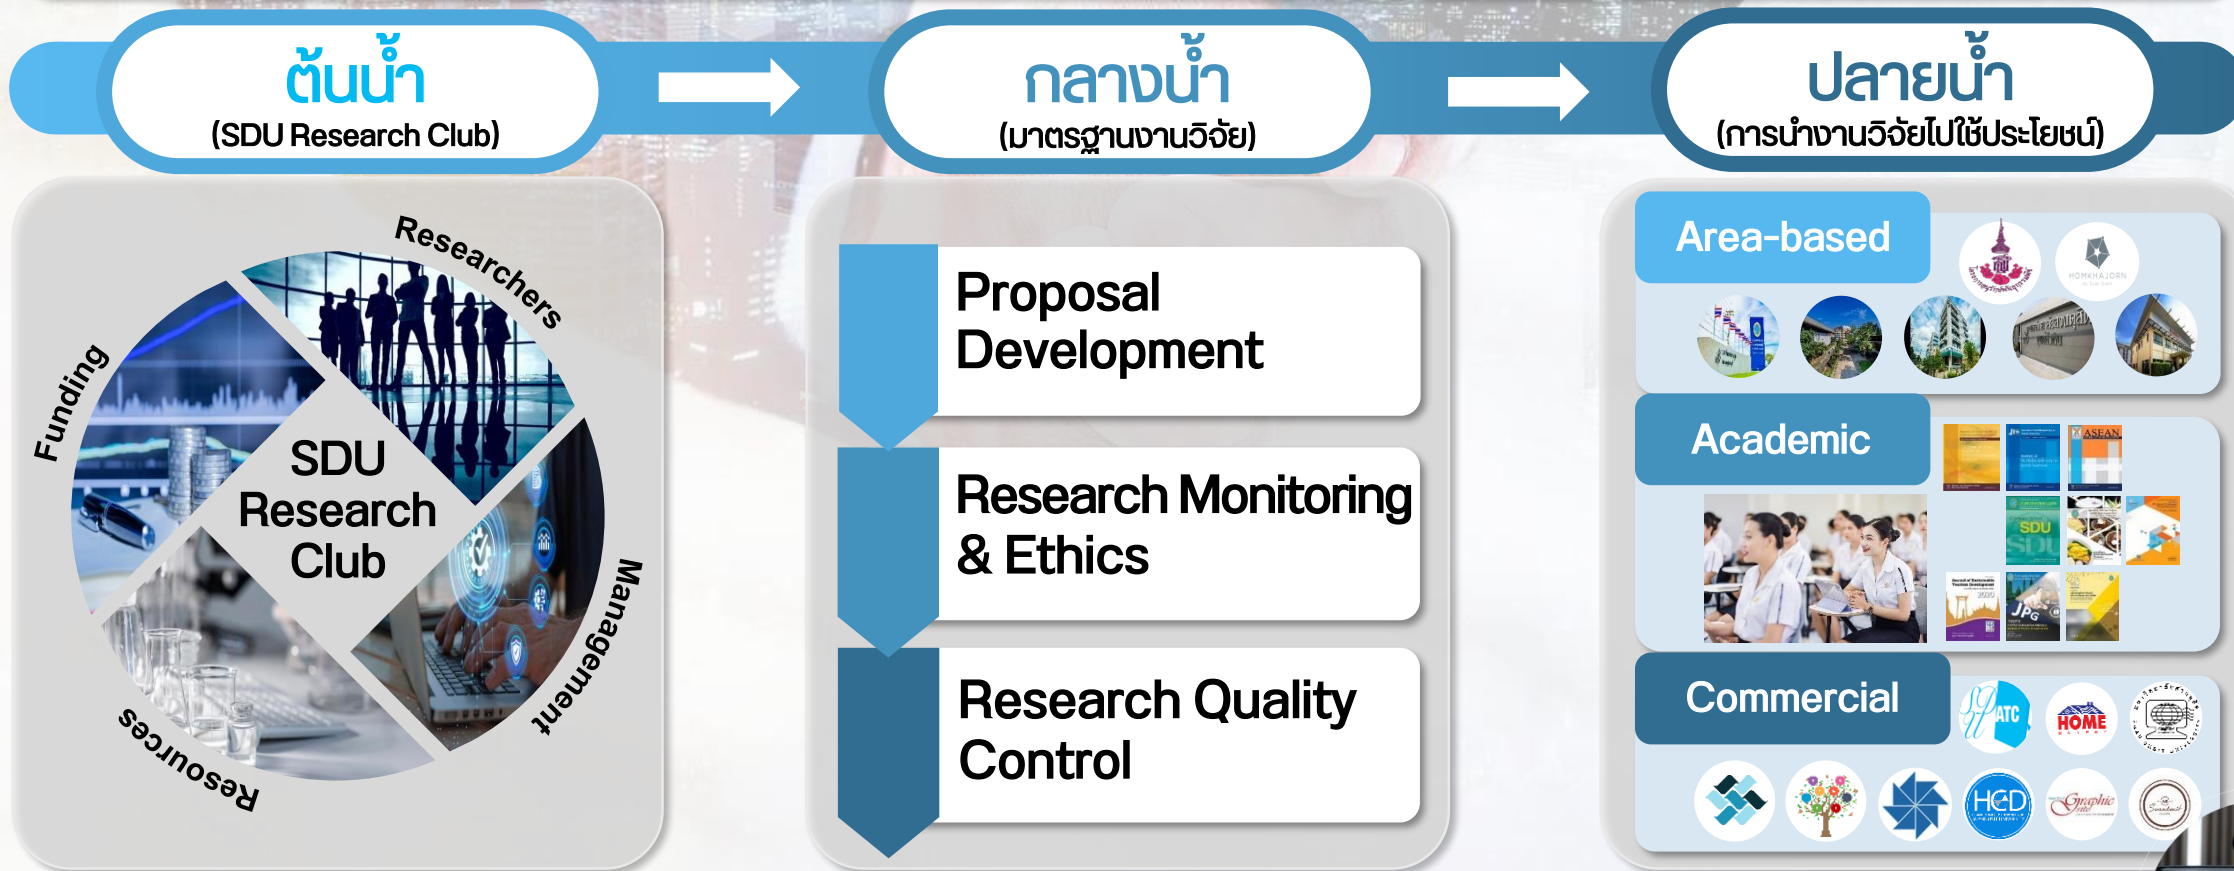 ต้นน้ำ
(SDU Research Club)
กลางน้ำ
(มาตรฐานงานวิจัย)
ปลายน้ำ
(การนำงานวิจัยไปใช้ประโยชน์)
Researchers
Funding
Management
Resources
SDU
Research
Club
Proposal
Development
Research Monitoring
& Ethics
Research Quality
Control
Area-based
HOMKHAJORN
Academic
ASEAN
SDU
SDU
2020
JPG
Commercial
SDU
ATC
HOME
HCD
Graphic
site